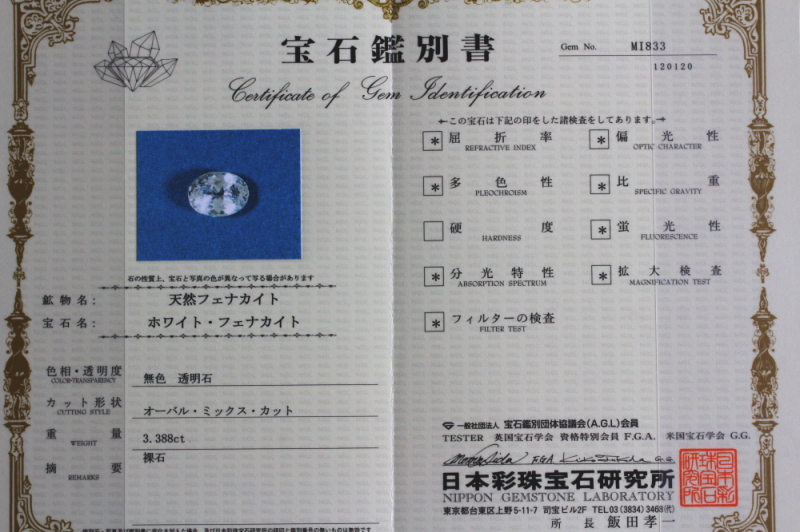 宝石鑑別書
Gem No. MI833
120120
Certificate of Gem Identification
←この宝石は下記の印をした諸検査をしてあります。→
* 屈折率
REFRACTIVE INDEX
* 偏光性
OPTIC CHARACTER
* 多色性
PLEOCHROISM
* 比重
SPECIFIC GRAVITY
硬度
HARDNESS
* 蛍光性
FLUORESCENCE
* 分光特性
ABSORPTION SPECTRUM
* 拡大検査
MAGNIFICATION TEST
* フィルターの検査
FILTER TEST
石の性質上、宝石と写真の色が異なって写る場合があります
鉱物名: 天然フェナカイト
宝石名: ホワイト・フェナカイト
色相・透明度 無色 透明石
COLOR-TRANSPARENCY
カット形状 オーバル・ミックス・カット
CUTTING STYLE
重量 3.388ct
WEIGHT
摘要 裸石
REMARKS
一般社団法人 宝石鑑別団体協議会(A.G.L)会員
TESTER 英国宝石学会 資格特別会員 F.G.A. 米国宝石学会 G.G.
F.G.A. G.G.
日本彩珠宝石研究所
NIPPON GEMSTONE LABORATORY
東京都台東区上野5-11-7 司宝ビル2F TEL03(3834)3468(代)
所長 飯田孝一